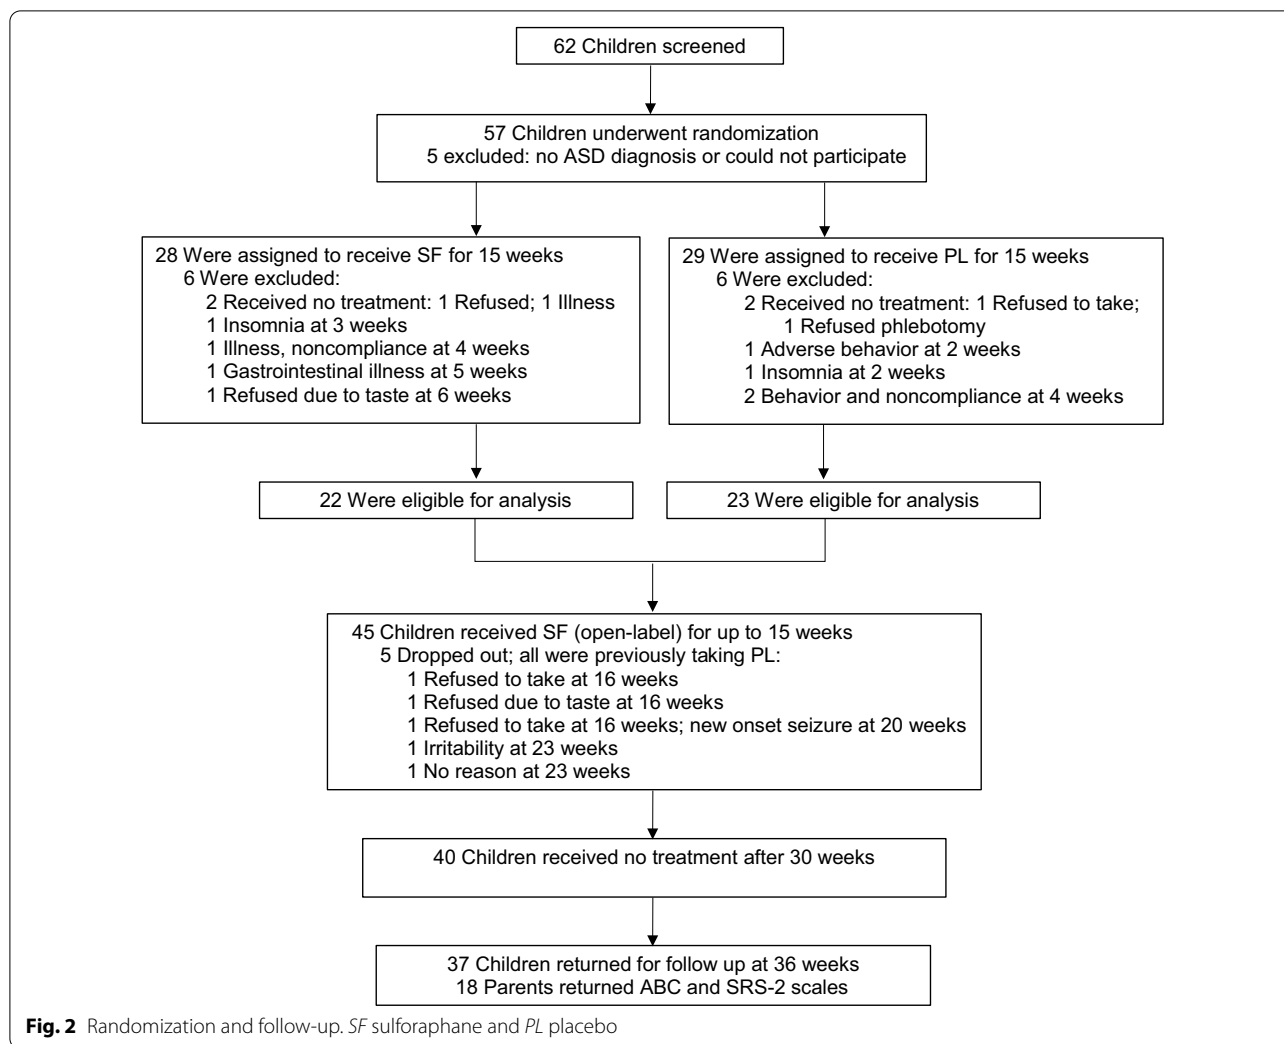 62 Children screened
57 Children underwent randomization
5 excluded: no ASD diagnosis or could not participate
28 Were assigned to receive SF for 15 weeks
6 Were excluded:
2 Received no treatment: 1 Refused; 1 Illness
1 Insomnia at 3 weeks
1 Illness, noncompliance at 4 weeks
1 Gastrointestinal illness at 5 weeks
1 Refused due to taste at 6 weeks
29 Were assigned to receive PL for 15 weeks
6 Were excluded:
2 Received no treatment: 1 Refused to take;
1 Refused phlebotomy
1 Adverse behavior at 2 weeks
1 Insomnia at 2 weeks
2 Behavior and noncompliance at 4 weeks
22 Were eligible for analysis
23 Were eligible for analysis
45 Children received SF (open-label) for up to 15 weeks
5 Dropped out; all were previously taking PL:
1 Refused to take at 16 weeks
1 Refused due to taste at 16 weeks
1 Refused to take at 16 weeks; new onset seizure at 20 weeks
1 Irritability at 23 weeks
1 No reason at 23 weeks
40 Children received no treatment after 30 weeks
37 Children returned for follow up at 36 weeks
18 Parents returned ABC and SRS-2 scales
Fig. 2 Randomization and follow-up. SF sulforaphane and PL placebo